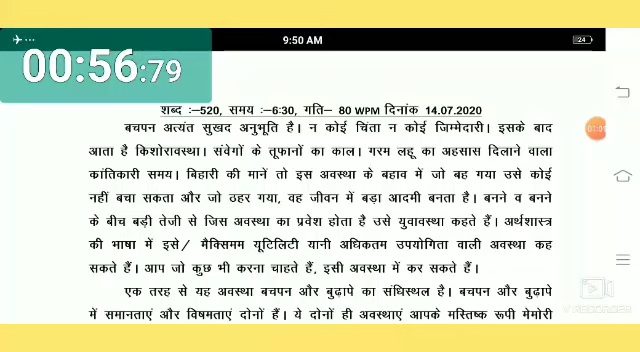 9:50 AM
24
00:56:79
01:01
शब्द :–520, समय :–6:30, गति– 80 WPM दिनांक 14.07.2020
बचपन अत्यंत सुखद अनुभूति है। न कोई चिंता न कोई जिम्मेदारी। इसके बाद
आता है किशोरावस्था। संवेगों के तूफानों का काल। गरम लहू का अहसास दिलाने वाला
कांतिकारी समय। बिहारी की मानें तो इस अवस्था के बहाव में जो बह गया उसे कोई
नहीं बचा सकता और जो ठहर गया, वह जीवन में बड़ा आदमी बनता है। बनने व बनने
के बीच बड़ी तेजी से जिस अवस्था का प्रवेश होता है उसे युवावस्था कहते हैं। अर्थशास्त्र
की भाषा में इसे/ मैक्सिमम यूटिलिटी यानी अधिकतम उपयोगिता वाली अवस्था कह
सकते हैं। आप जो कुछ भी करना चाहते हैं, इसी अवस्था में कर सकते हैं।
एक तरह से यह अवस्था बचपन और बुढ़ापे का संधिस्थल है। बचपन और बुढ़ापे
में समानताएं और विषमताएं दोनों हैं। ये दोनों ही अवस्थाएं आपके मस्तिष्क रूपी मेमोरी